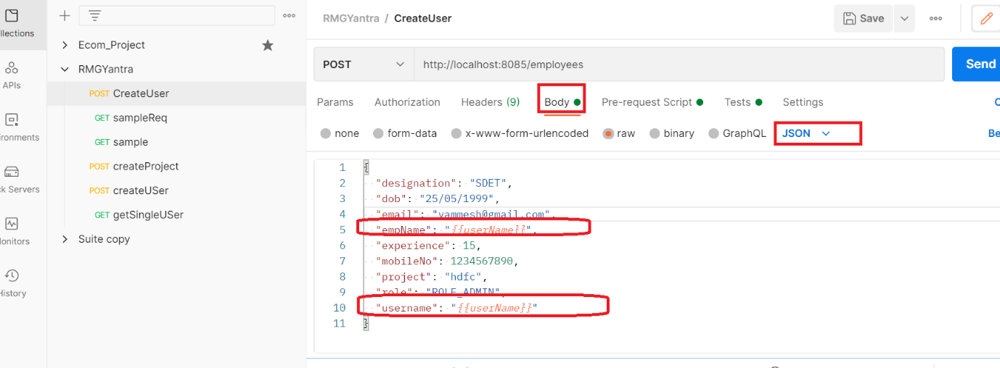 RMGYantra / CreateUser
Save
llections
Ecom_Project
RMGYantra
POST http://localhost:8085/employees
Send
APIs
POST CreateUser
Params Authorization Headers (9) Body Pre-request Script Tests Settings
GET sampleReq
ironments
none form-data x-www-form-urlencoded raw binary GraphQL JSON Be
GET sample
POST createProject
ck Servers
POST createUSer
GET getSingleUSer
onitors
Suite copy
History
1 {
2 "designation": "SDET",
3 "dob": "25/05/1999",
4 "email": "vammesh@gmail.com",
5 "empName": "{{userName}}",
6 "experience": 15,
7 "mobileNo": 1234567890,
8 "project": "hdfc",
9 "role": "ROLE_ADMIN",
10 "username": "{{userName}}"
11 }